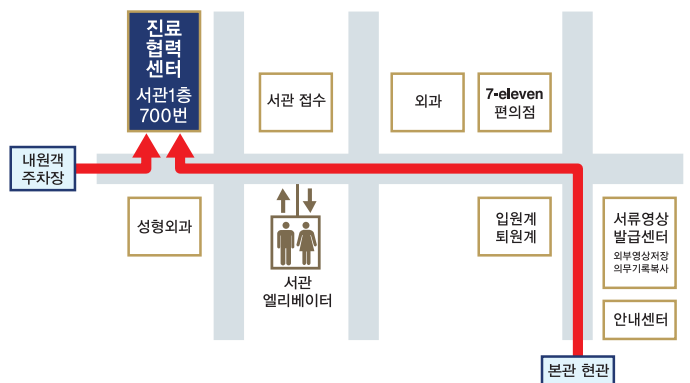 진료
협력
센터
서관1층
700번
서관 접수
외과
7-eleven
편의점
내원객
주차장
성형외과
서관
엘리베이터
입원계
퇴원계
서류영상
발급센터
외부영상저장
의무기록복사
안내센터
본관 현관